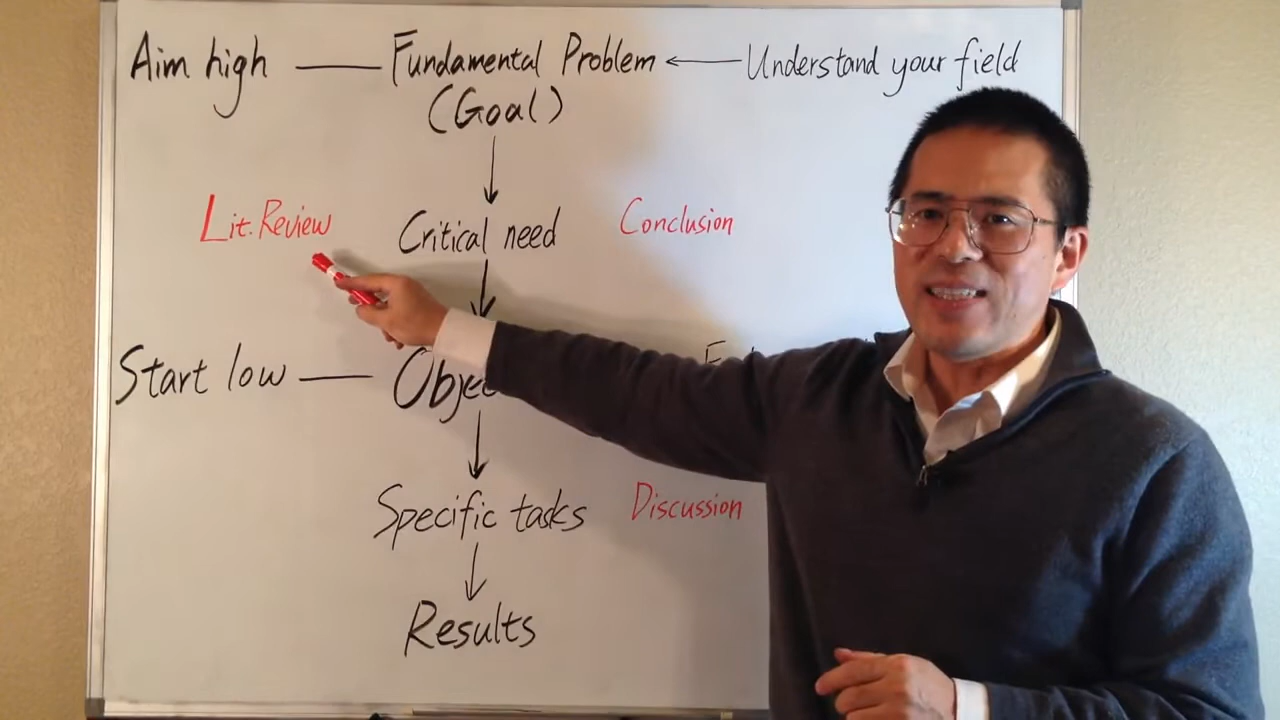 Aim high — Fundamental Problem ← Understand your field
(Goal)
Lit. Review Critical need Conclusion
Start low —
Specific tasks Discussion
Results